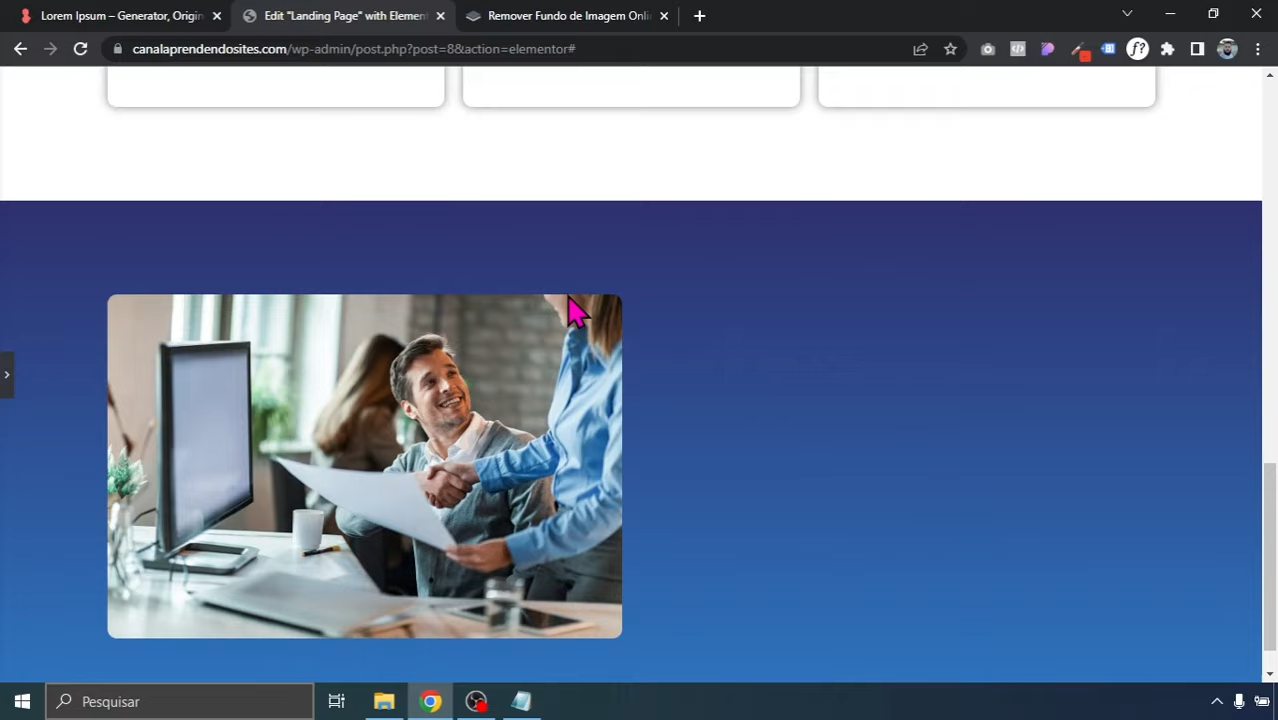 Lorem Ipsum – Generator, Origin
Edit "Landing Page" with Element
Remover Fundo de Imagem Onli
canalaprendendosites.com/wp-admin/post.php?post=8&action=elementor#
f?
Pesquisar